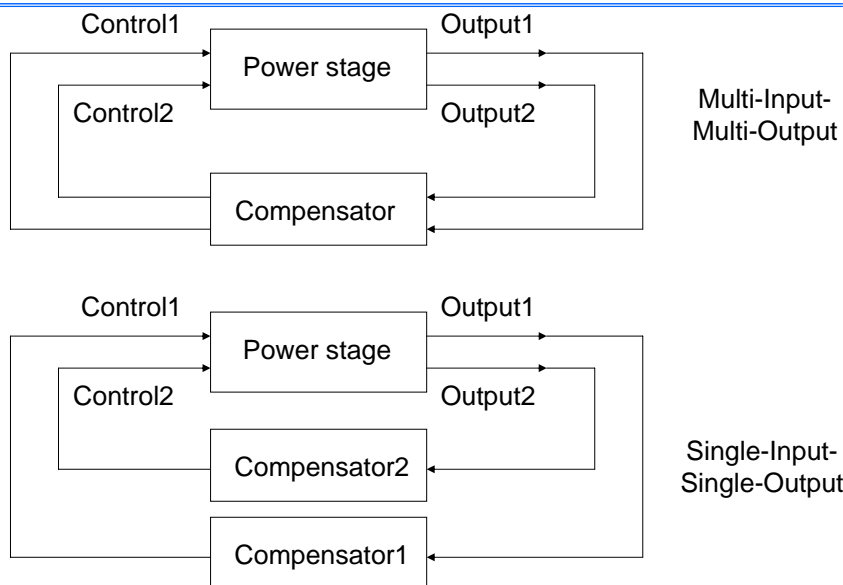 Control1
Output1
Power stage
Control2
Output2
Multi-Input-
Multi-Output
Compensator
Control1
Output1
Power stage
Control2
Output2
Single-Input-
Single-Output
Compensator2
Compensator1